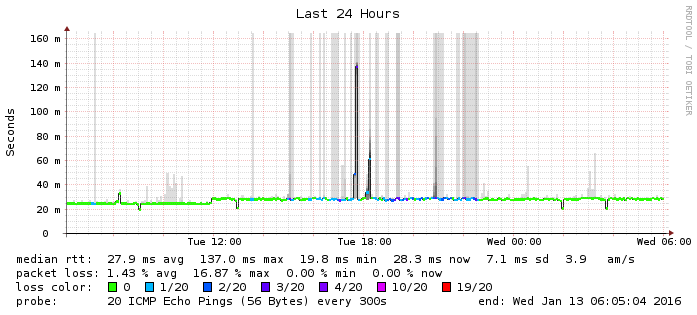 Last 24 Hours
RRDTOOL / TOBI OETIKER
Seconds
160 m
140 m
120 m
100 m
80 m
60 m
40 m
20 m
0
Tue 12:00 Tue 18:00 Wed 00:00 Wed 06:00
median rtt: 27.9 ms avg 137.0 ms max 19.8 ms min 28.3 ms now 7.1 ms sd 3.9 am/s
packet loss: 1.43 % avg 16.87 % max 0.00 % min 0.00 % now
loss color: 0 1/20 2/20 3/20 4/20 10/20 19/20
probe: 20 ICMP Echo Pings (56 Bytes) every 300s end: Wed Jan 13 06:05:04 2016